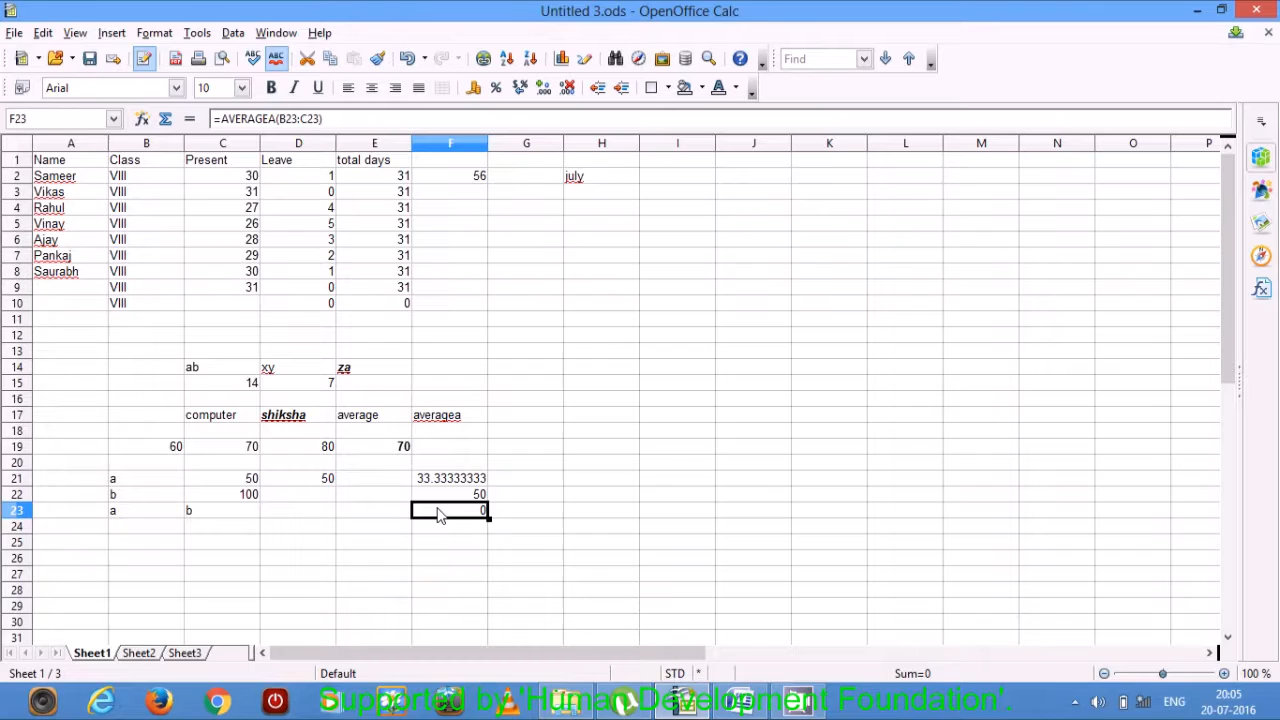 Untitled 3.ods - OpenOffice Calc
File Edit View Insert Format Tools Data Window Help
Find
Arial 10
F23 =AVERAGEA(B23:C23)
A B C D E F G H I J K L M N O P
1 Name Class Present Leave total days
2 Sameer VIII 30 1 31 56 july
3 Vikas VIII 31 0 31
4 Rahul VIII 27 4 31
5 Vinay VIII 26 5 31
6 Ajay VIII 28 3 31
7 Pankaj VIII 29 2 31
8 Saurabh VIII 30 1 31
9 VIII 31 0 31
10 VIII 0 0
11
12
13
14 ab xy za
15 14 7
16
17 computer shiksha average averagea
18
19 60 70 80 70
20
21 a 50 50 33.33333333
22 b 100 50
23 a b 0
24
25
26
27
28
29
30
31
Sheet1 Sheet2 Sheet3
Sheet 1 / 3 Default STD * Sum=0 100 %
Supported by 'Human Development Foundation'.
ENG 20:05
20-07-2016